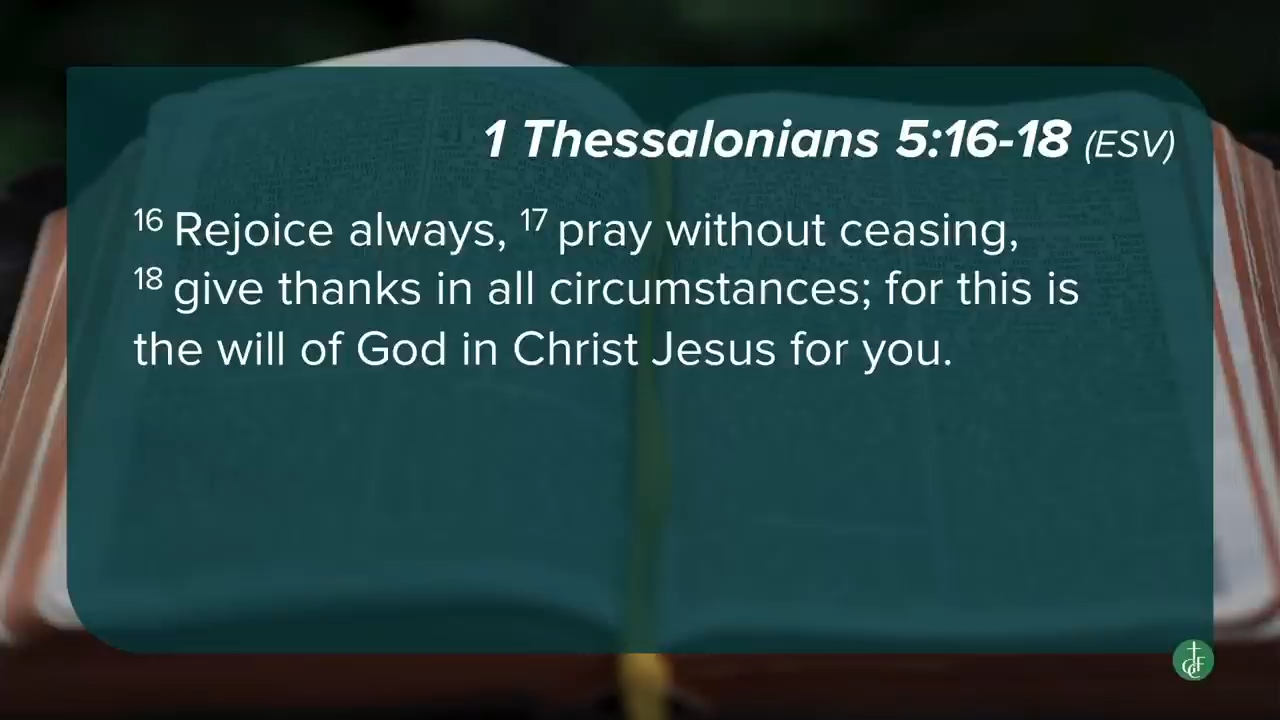 1 Thessalonians 5:16-18 (ESV)
16 Rejoice always, 17 pray without ceasing,
18 give thanks in all circumstances; for this is
the will of God in Christ Jesus for you.